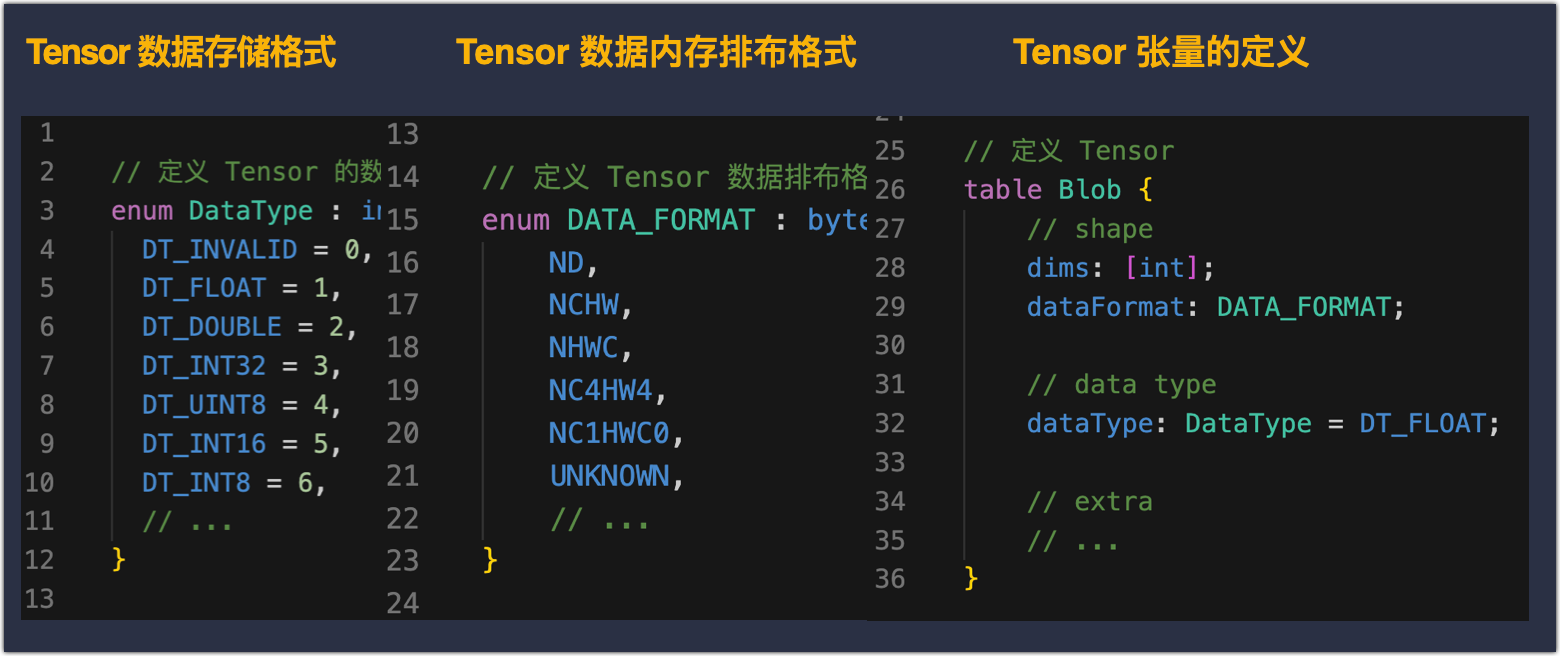 Tensor 数据存储格式
1
2 // 定义 Tensor 的数
3 enum DataType : in
4 DT_INVALID = 0,
5 DT_FLOAT = 1,
6 DT_DOUBLE = 2,
7 DT_INT32 = 3,
8 DT_UINT8 = 4,
9 DT_INT16 = 5,
10 DT_INT8 = 6,
11 // ...
12 }
13
Tensor 数据内存排布格式
13
14 // 定义 Tensor 数据排布格
15 enum DATA_FORMAT : byte
16 ND,
17 NCHW,
18 NHWC,
19 NC4HW4,
20 NC1HWC0,
21 UNKNOWN,
22 // ...
23 }
24
Tensor 张量的定义
25 // 定义 Tensor
26 table Blob {
27 // shape
28 dims: [int];
29 dataFormat: DATA_FORMAT;
30
31 // data type
32 dataType: DataType = DT_FLOAT;
33
34 // extra
35 // ...
36 }